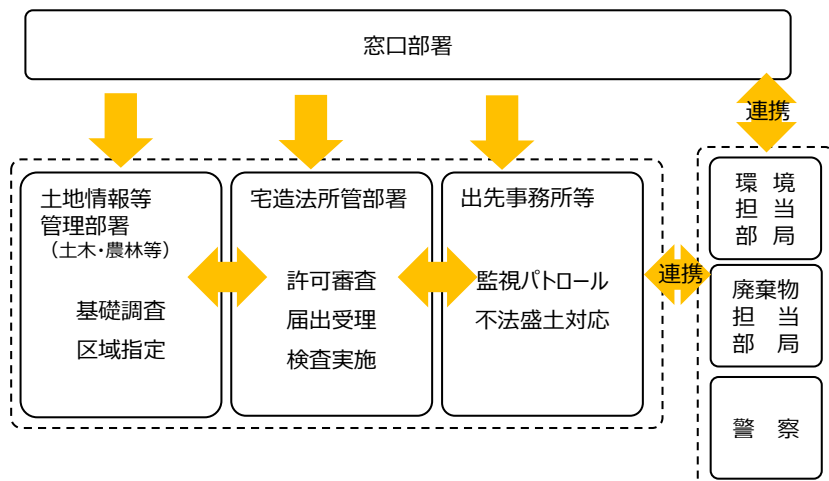 窓口部署
連携
土地情報等
管理部署
（土木・農林等）
基礎調査
区域指定
宅造法所管部署
許可審査
届出受理
検査実施
出先事務所等
監視パトロール
不法盛土対応
連携
環 境
担 当
部 局
廃棄物
担 当
部 局
警 察